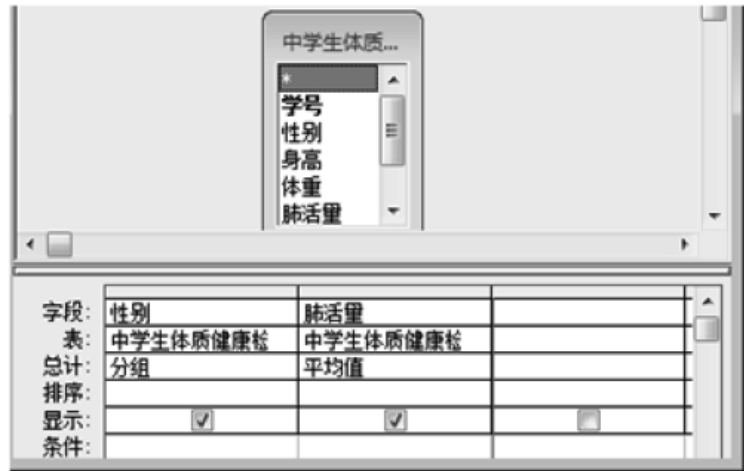 中学生体质...
*
学号
性别
身高
体重
肺活量
字段: 性别 肺活量
表: 中学生体质健康检 中学生体质健康检
总计: 分组 平均值
排序:
显示:
条件: